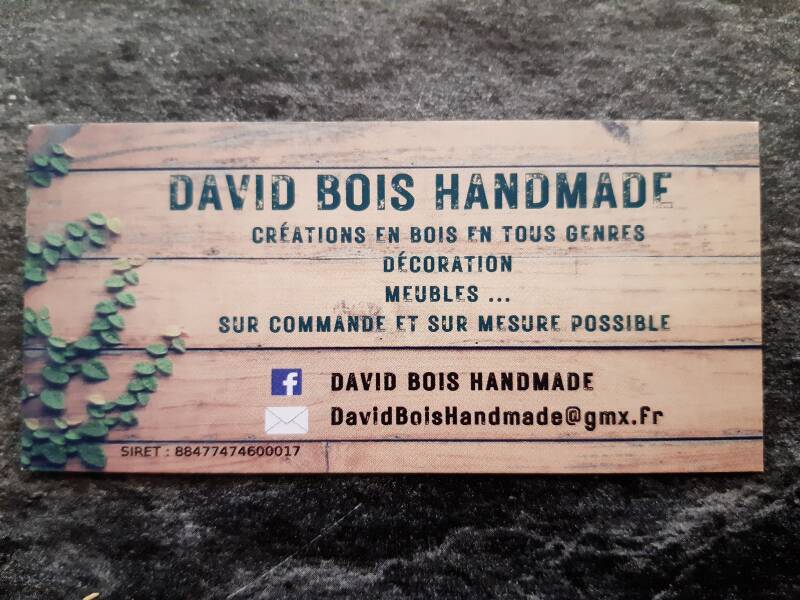 DAVID BOIS HANDMADE
CRÉATIONS EN BOIS EN TOUS GENRES
DÉCORATION
MEUBLES ...
SUR COMMANDE ET SUR MESURE POSSIBLE
f DAVID BOIS HANDMADE
DavidBoisHandmade@gmx.fr
SIRET : 88477474600017